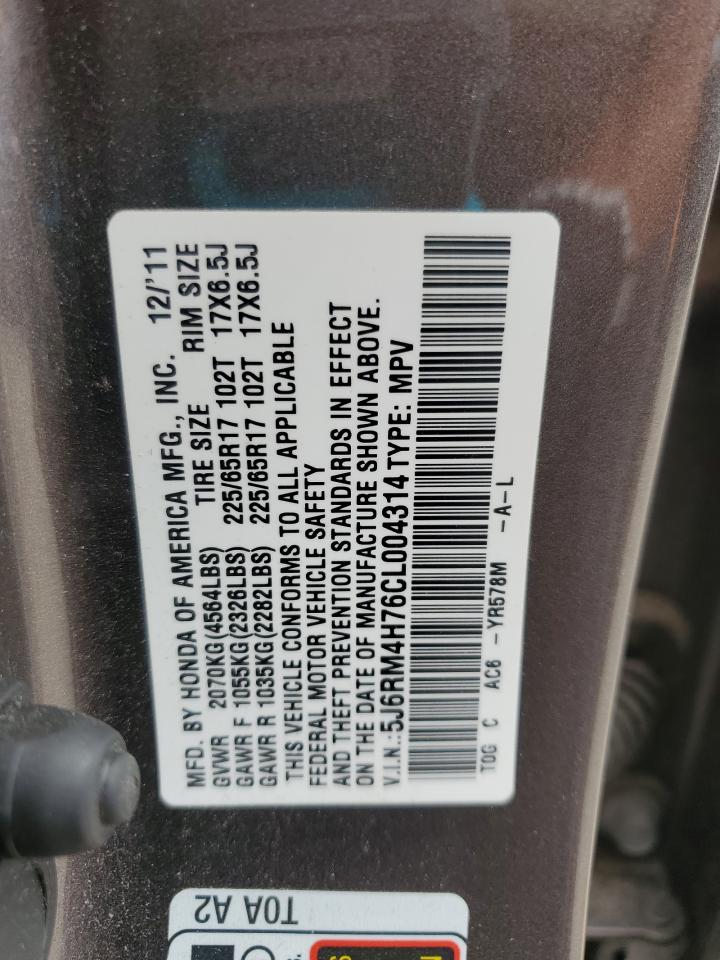 MFD. BY HONDA OF AMERICA MFG., INC. 12/'11
GVWR 2070KG(4564LBS) TIRE SIZE RIM SIZE
GAWR F 1055KG(2326LBS) 225/65R17 102T 17X6.5J
GAWR R 1035KG(2282LBS) 225/65R17 102T 17X6.5J
THIS VEHICLE CONFORMS TO ALL APPLICABLE
FEDERAL MOTOR VEHICLE SAFETY
AND THEFT PREVENTION STANDARDS IN EFFECT
ON THE DATE OF MANUFACTURE SHOWN ABOVE.
V.I.N.:5J6RM4H76CL004314 TYPE: MPV
T0G C AC6 -YR578M -A-L
T0A A2